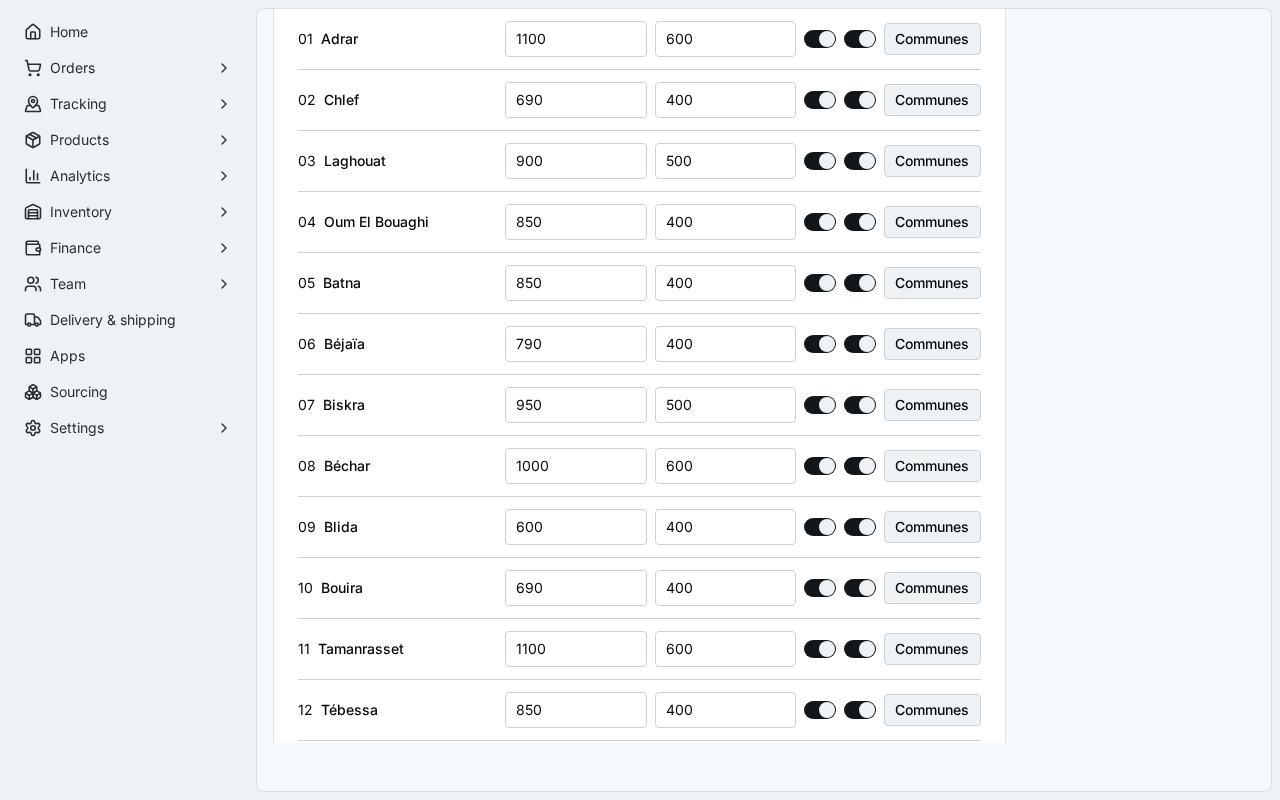 Home
Orders
Tracking
Products
Analytics
Inventory
Finance
Team
Delivery & shipping
Apps
Sourcing
Settings
01 Adrar 1100 600 Communes
02 Chlef 690 400 Communes
03 Laghouat 900 500 Communes
04 Oum El Bouaghi 850 400 Communes
05 Batna 850 400 Communes
06 Béjaïa 790 400 Communes
07 Biskra 950 500 Communes
08 Béchar 1000 600 Communes
09 Blida 600 400 Communes
10 Bouira 690 400 Communes
11 Tamanrasset 1100 600 Communes
12 Tébessa 850 400 Communes